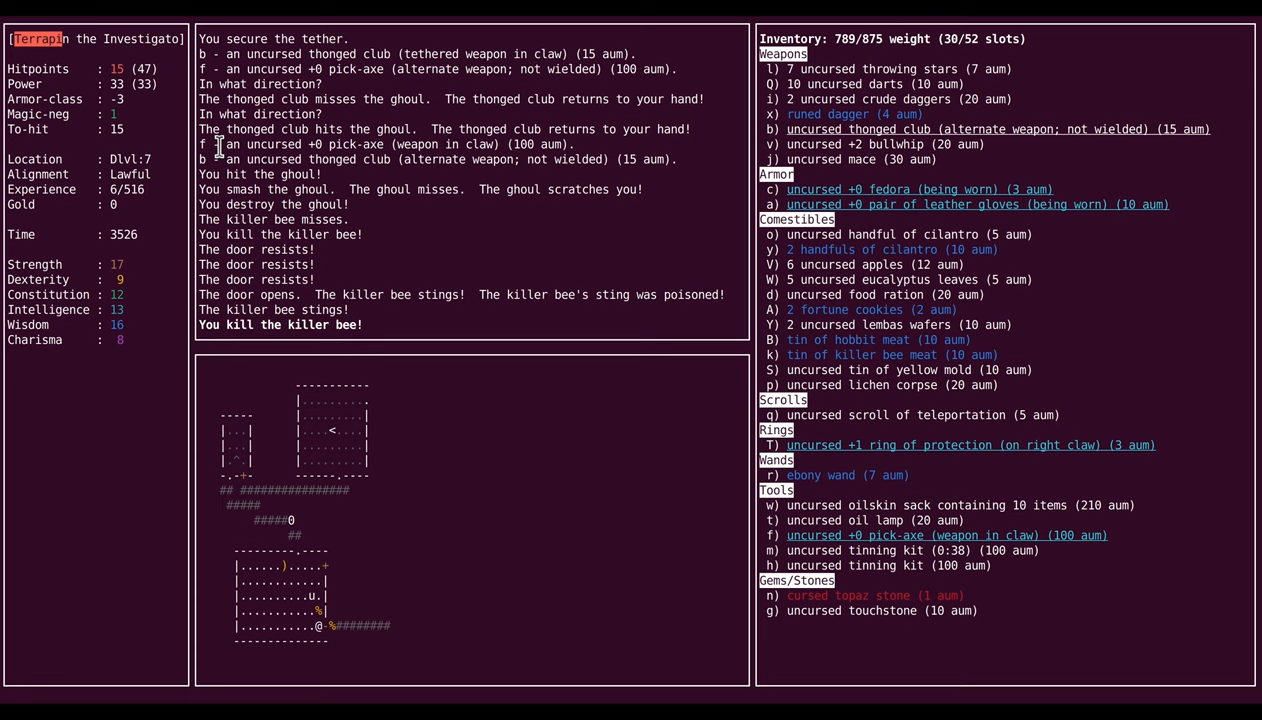 [Terrapin the Investigato]
Hitpoints : 15 (47)
Power : 33 (33)
Armor-class : -3
Magic-neg : 1
To-hit : 15
Location : Dlvl:7
Alignment : Lawful
Experience : 6/516
Gold : 0
Time : 3526
Strength : 17
Dexterity : 9
Constitution : 12
Intelligence : 13
Wisdom : 16
Charisma : 8
You secure the tether.
b - an uncursed thonged club (tethered weapon in claw) (15 aum).
f - an uncursed +0 pick-axe (alternate weapon; not wielded) (100 aum).
In what direction?
The thonged club misses the ghoul.  The thonged club returns to your hand!
In what direction?
The thonged club hits the ghoul.  The thonged club returns to your hand!
f - an uncursed +0 pick-axe (weapon in claw) (100 aum).
b - an uncursed thonged club (alternate weapon; not wielded) (15 aum).
You hit the ghoul!
You smash the ghoul.  The ghoul misses.  The ghoul scratches you!
You destroy the ghoul!
The killer bee misses.
You kill the killer bee!
The door resists!
The door resists!
The door resists!
The door opens.  The killer bee stings!  The killer bee's sting was poisoned!
The killer bee stings!
You kill the killer bee!
                 -----------
                 |.........
       -----     |.........|
       |...|     |....<....|
       |...|     |.........|
       |.^.|     |.........|
       -.-+-     ------.----
       ## ################
        #####
            #####0
                 ##
         ---------.----
         |......).....+
         |............|
         |..........u.|
         |...........%|
         |...........@-%########
         --------------
Inventory: 789/875 weight (30/52 slots)
Weapons
l) 7 uncursed throwing stars (7 aum)
Q) 10 uncursed darts (10 aum)
i) 2 uncursed crude daggers (20 aum)
x) runed dagger (4 aum)
b) uncursed thonged club (alternate weapon; not wielded) (15 aum)
v) uncursed +2 bullwhip (20 aum)
j) uncursed mace (30 aum)
Armor
c) uncursed +0 fedora (being worn) (3 aum)
a) uncursed +0 pair of leather gloves (being worn) (10 aum)
Comestibles
o) uncursed handful of cilantro (5 aum)
y) 2 handfuls of cilantro (10 aum)
V) 6 uncursed apples (12 aum)
W) 5 uncursed eucalyptus leaves (5 aum)
d) uncursed food ration (20 aum)
A) 2 fortune cookies (2 aum)
Y) 2 uncursed lembas wafers (10 aum)
B) tin of hobbit meat (10 aum)
k) tin of killer bee meat (10 aum)
S) uncursed tin of yellow mold (10 aum)
p) uncursed lichen corpse (20 aum)
Scrolls
q) uncursed scroll of teleportation (5 aum)
Rings
T) uncursed +1 ring of protection (on right claw) (3 aum)
Wands
r) ebony wand (7 aum)
Tools
w) uncursed oilskin sack containing 10 items (210 aum)
t) uncursed oil lamp (20 aum)
f) uncursed +0 pick-axe (weapon in claw) (100 aum)
m) uncursed tinning kit (0:38) (100 aum)
h) uncursed tinning kit (100 aum)
Gems/Stones
n) cursed topaz stone (1 aum)
g) uncursed touchstone (10 aum)